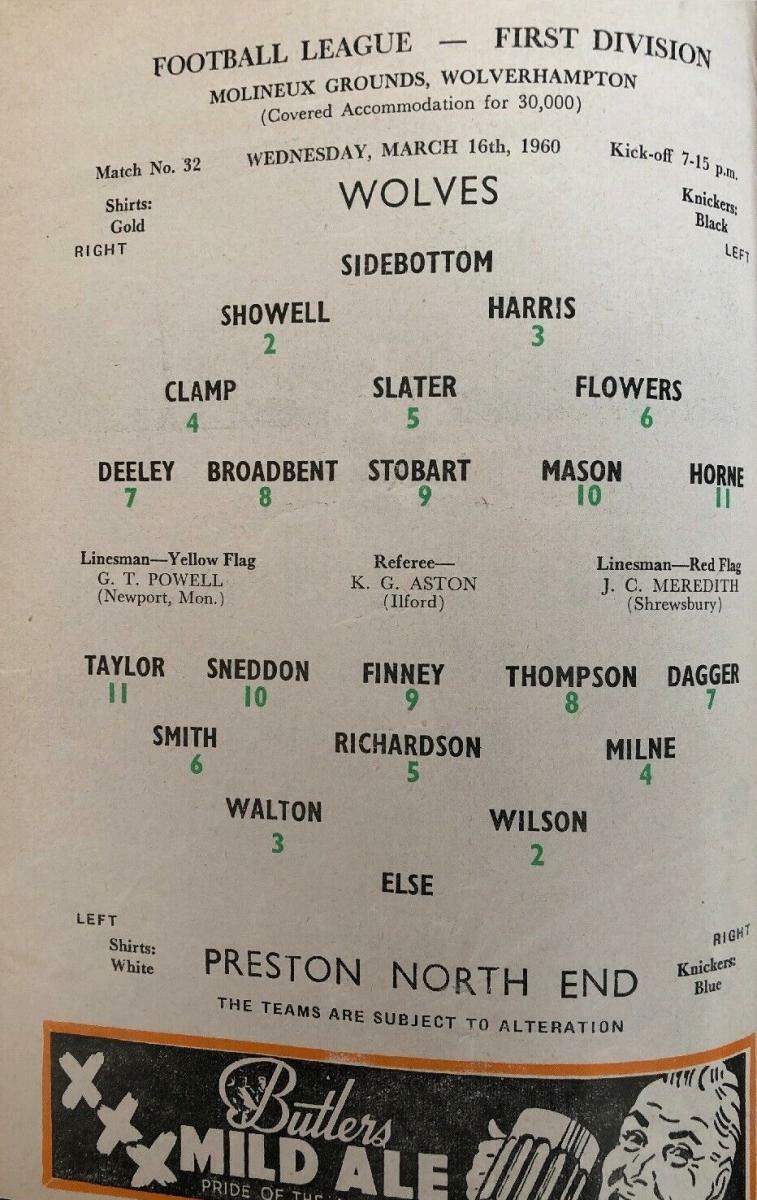 FOOTBALL LEAGUE — FIRST DIVISION
MOLINEUX GROUNDS, WOLVERHAMPTON
(Covered Accommodation for 30,000)
Match No. 32 WEDNESDAY, MARCH 16th, 1960 Kick-off 7-15 p.m.
Shirts: Gold WOLVES Knickers: Black
RIGHT LEFT
SIDEBOTTOM
SHOWELL HARRIS
2 3
CLAMP SLATER FLOWERS
4 5 6
DEELEY BROADBENT STOBART MASON HORNE
7 8 9 10 11
Linesman—Yellow Flag Referee— Linesman—Red Flag
G. T. POWELL K. G. ASTON J. C. MEREDITH
(Newport, Mon.) (Ilford) (Shrewsbury)
TAYLOR SNEDDON FINNEY THOMPSON DAGGER
11 10 9 8 7
SMITH RICHARDSON MILNE
6 5 4
WALTON WILSON
3 2
ELSE
LEFT RIGHT
Shirts: White PRESTON NORTH END Knickers: Blue
THE TEAMS ARE SUBJECT TO ALTERATION
XXX Butlers
MILD ALE
PRIDE OF THE